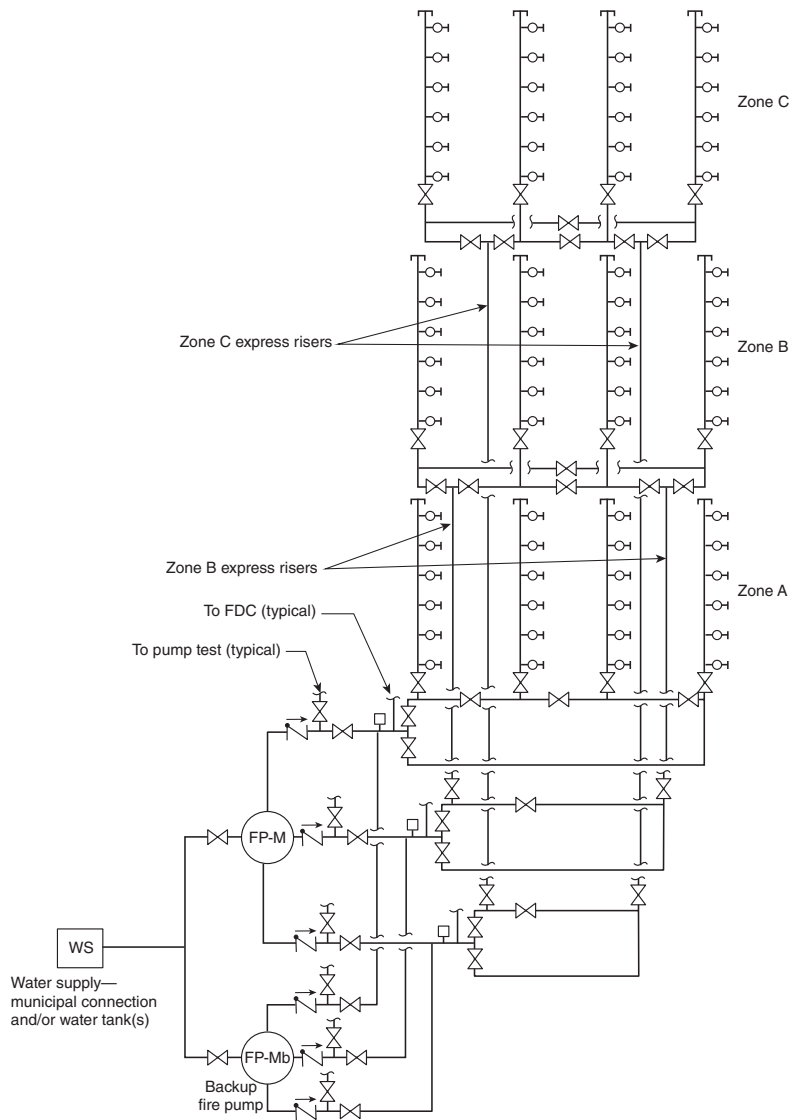 Zone C
Zone C express risers
Zone B
Zone B express risers
Zone A
To FDC (typical)
To pump test (typical)
FP-M
WS
Water supply—
municipal connection
and/or water tank(s)
FP-Mb
Backup
fire pump